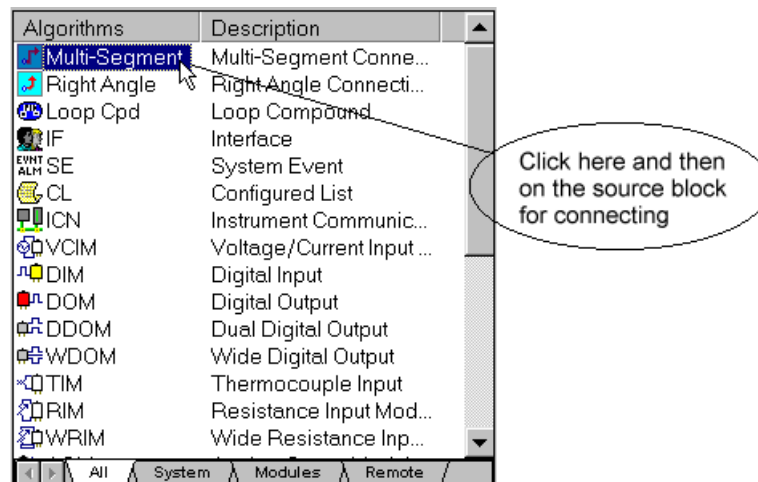 Algorithms Description
Multi-Segment Multi-Segment Conne...
Right Angle Right Angle Connecti...
Loop Cpd Loop Compound
IF Interface
EVNT ALM SE System Event
CL Configured List
ICN Instrument Communic...
VCIM Voltage/Current Input ...
DIM Digital Input
DOM Digital Output
DDOM Dual Digital Output
WDOM Wide Digital Output
TIM Thermocouple Input
RIM Resistance Input Mod...
WRIM Wide Resistance Inp...
All System Modules Remote
Click here and then
on the source block
for connecting